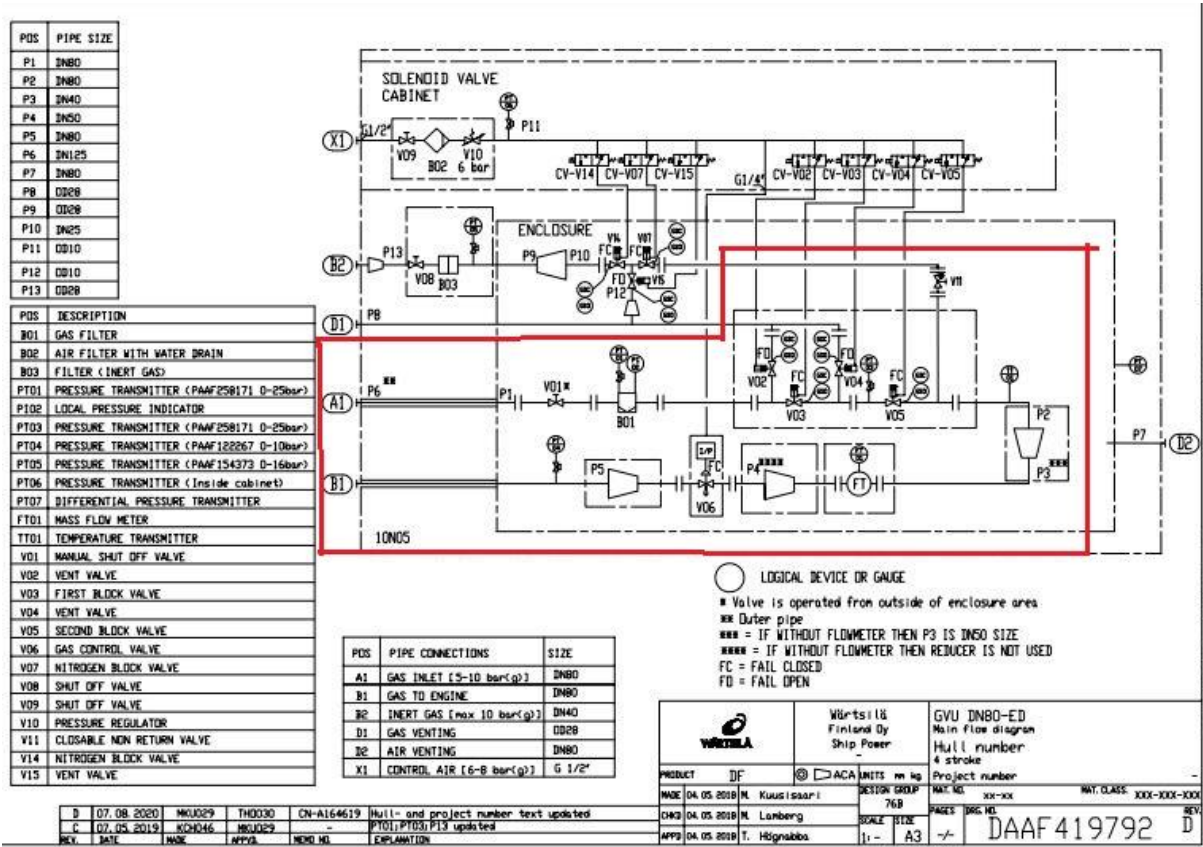 POS PIPE SIZE
P1 DN80
P2 DN80
P3 DN40
P4 DN50
P5 DN80
P6 DN125
P7 DN80
P8 OD28
P9 OD28
P10 DN25
P11 OD10
P12 OD10
P13 OD28
POS DESCRIPTION
B01 GAS FILTER
B02 AIR FILTER WITH WATER DRAIN
B03 FILTER (INERT GAS)
PT01 PRESSURE TRANSMITTER (PAAF258171 0-25bar)
PI02 LOCAL PRESSURE INDICATOR
PT03 PRESSURE TRANSMITTER (PAAF258171 0-25bar)
PT04 PRESSURE TRANSMITTER (PAAF122267 0-10bar)
PT05 PRESSURE TRANSMITTER (PAAF154373 0-16bar)
PT06 PRESSURE TRANSMITTER (Inside cabinet)
PT07 DIFFERENTIAL PRESSURE TRANSMITTER
FT01 MASS FLOW METER
TT01 TEMPERATURE TRANSMITTER
V01 MANUAL SHUT OFF VALVE
V02 VENT VALVE
V03 FIRST BLOCK VALVE
V04 VENT VALVE
V05 SECOND BLOCK VALVE
V06 GAS CONTROL VALVE
V07 NITROGEN BLOCK VALVE
V08 SHUT OFF VALVE
V09 SHUT OFF VALVE
V10 PRESSURE REGULATOR
V11 CLOSABLE NON RETURN VALVE
V14 NITROGEN BLOCK VALVE
V15 VENT VALVE
SOLENOID VALVE
CABINET
X1 G1/2"
V09 B02 V10
6 bar
P11
CV-V14 CV-V07 CV-V15
G1/4"
CV-V02 CV-V03 CV-V04 CV-V05
ENCLOSURE
B2 P13 V08 B03 P9 P10
FC V14 FC V07
FO V15
P12
V11
D1 P8
A1 P6 ** P1 V01* B01
FO V02 V03 FC FO V04 FC V05
P2
P3 ***
P7 D2
B1 P5 I/P FC V06 P4 **** FT
10N05
LOGICAL DEVICE OR GAUGE
* Valve is operated from outside of enclosure area
** Outer pipe
*** = IF WITHOUT FLOWMETER THEN P3 IS DN50 SIZE
**** = IF WITHOUT FLOWMETER THEN REDUCER IS NOT USED
FC = FAIL CLOSED
FO = FAIL OPEN
POS PIPE CONNECTIONS SIZE
A1 GAS INLET [5-10 bar(g)] DN80
B1 GAS TO ENGINE DN80
B2 INERT GAS [max 10 bar(g)] DN40
D1 GAS VENTING OD28
D2 AIR VENTING DN80
X1 CONTROL AIR [6-8 bar(g)] G 1/2"
WÄRTSILÄ
Wärtsilä
Finland Oy
Ship Power
-
GVU DN80-ED
Main flow diagram
Hull number
4 stroke
Project number -
PRODUCT DF ACA UNITS mm kg
MADE 04.05.2018 M. Kuusisaari
CHKD 04.05.2018 M. Lamberg
APPD 04.05.2018 T. Högnabba
DESIGN GROUP
768
SCALE 1:- SIZE A3
MAT. NO. xx-xx MAT. CLASS. XXX-XXX-XXX
PAGES -/- DRG. NO. DAAF419792 REV. D
D 07.08.2020 MKU029 THO030 CN-A164619 Hull- and project number text updated
C 07.05.2019 KCH046 MKU029 - PT01;PT03;P13 updated
REV. DATE MADE APPVD. MEMO NO. EXPLANATION